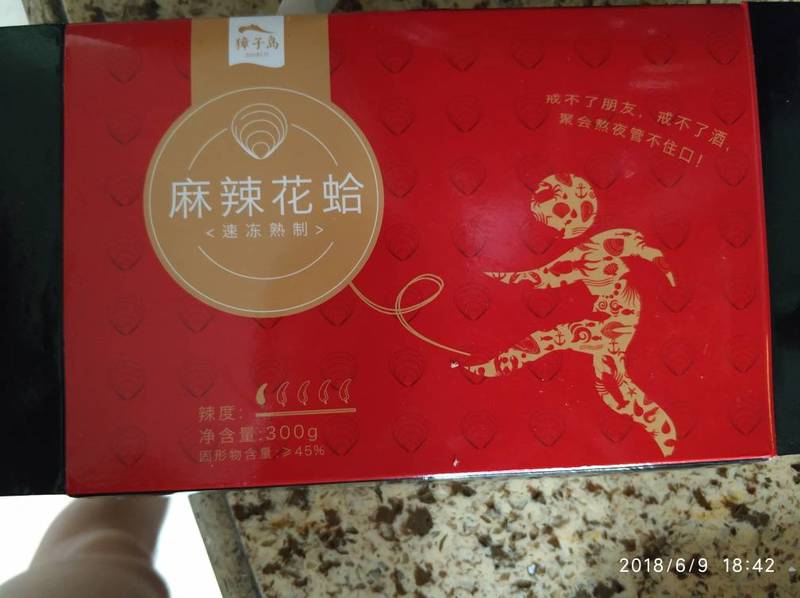 獐子岛
戒不了朋友，戒不了酒，
聚会熬夜管不住口！
麻辣花蛤
<速冻熟制>
辣度：
净含量:300g
固形物含量:≥45%
2018/6/9 18:42